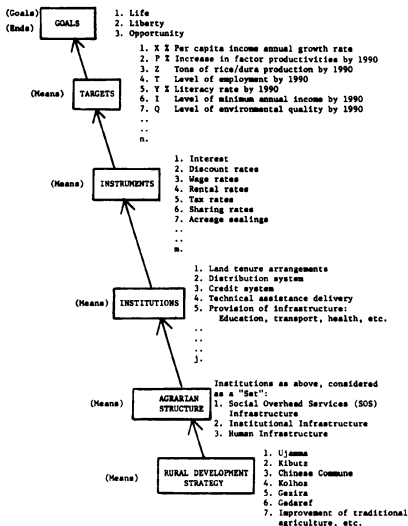 (Goals)
(Ends)
GOALS
1. Life
2. Liberty
3. Opportunity
(Means)
TARGETS
1. X % Per capita income annual growth rate
2. P % Increase in factor productivities by 1990
3. Z Tons of rice/dura production by 1990
4. T Level of employment by 1990
5. Y % Literacy rate by 1990
6. I Level of minimum annual income by 1990
7. Q Level of environmental quality by 1990
..
..
n.
(Means)
INSTRUMENTS
1. Interest
2. Discount rates
3. Wage rates
4. Rental rates
5. Tax rates
6. Sharing rates
7. Acreage sealings
..
..
m.
(Means)
INSTITUTIONS
1. Land tenure arrangements
2. Distribution system
3. Credit system
4. Technical assistance delivery
5. Provision of infrastructure:
Education, transport, health, etc.
..
..
..
j.
(Means)
AGRARIAN
STRUCTURE
Institutions as above, considered
as a "Set":
1. Social Overhead Services (SOS)
Infrastructure
2. Institutional Infrastructure
3. Human Infrastructure
(Means)
RURAL DEVELOPMENT
STRATEGY
1. Ujamma
2. Kibutz
3. Chinese Commune
4. Kolhos
5. Gezira
6. Gedaref
7. Improvement of traditional
agriculture, etc.